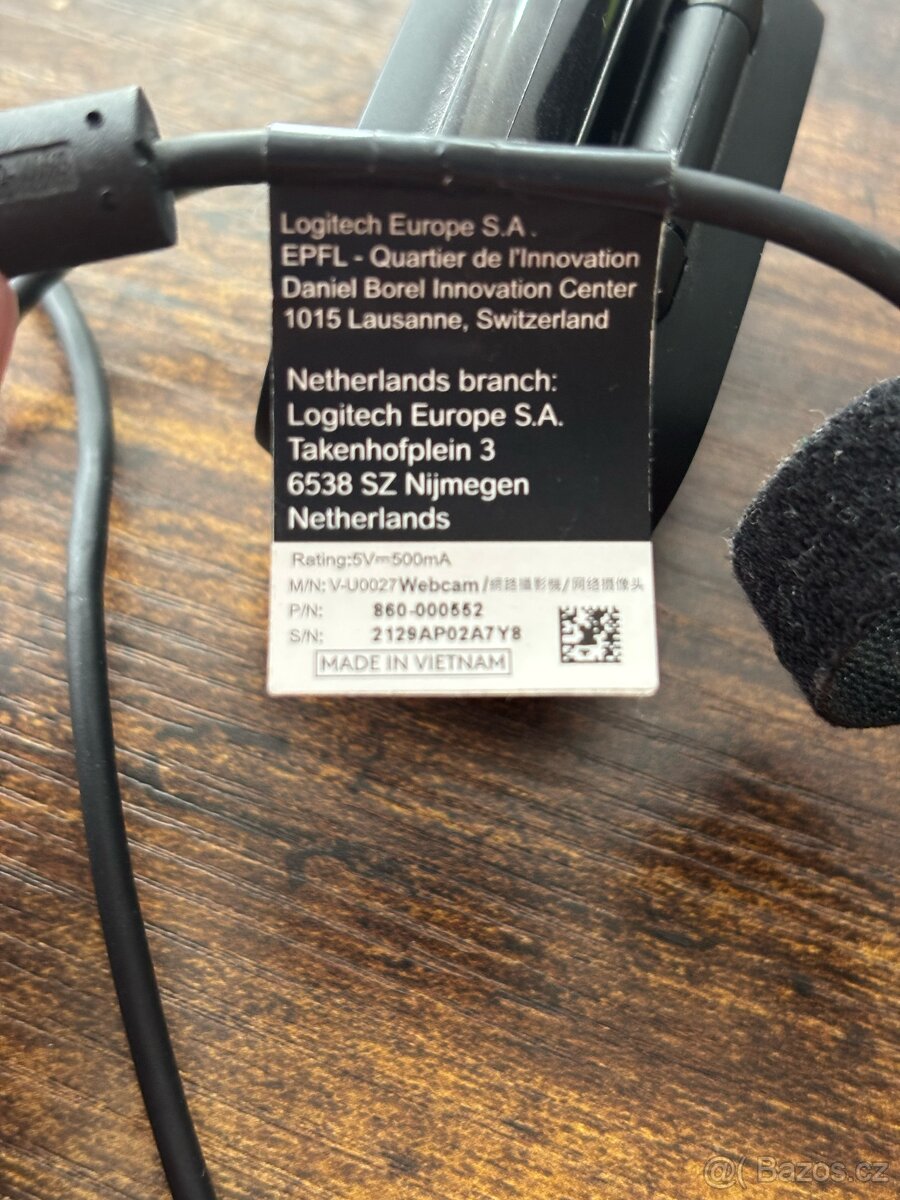 Logitech Europe S.A.
EPFL - Quartier de l'Innovation
Daniel Borel Innovation Center
1015 Lausanne, Switzerland
Netherlands branch:
Logitech Europe S.A.
Takenhofplein 3
6538 SZ Nijmegen
Netherlands
Rating:5V⎓500mA
M/N: V-U0027 Webcam/網路攝影機/网络摄像头
P/N: 860-000552
S/N: 2129AP02A7Y8
MADE IN VIETNAM
@( Bazos.cz